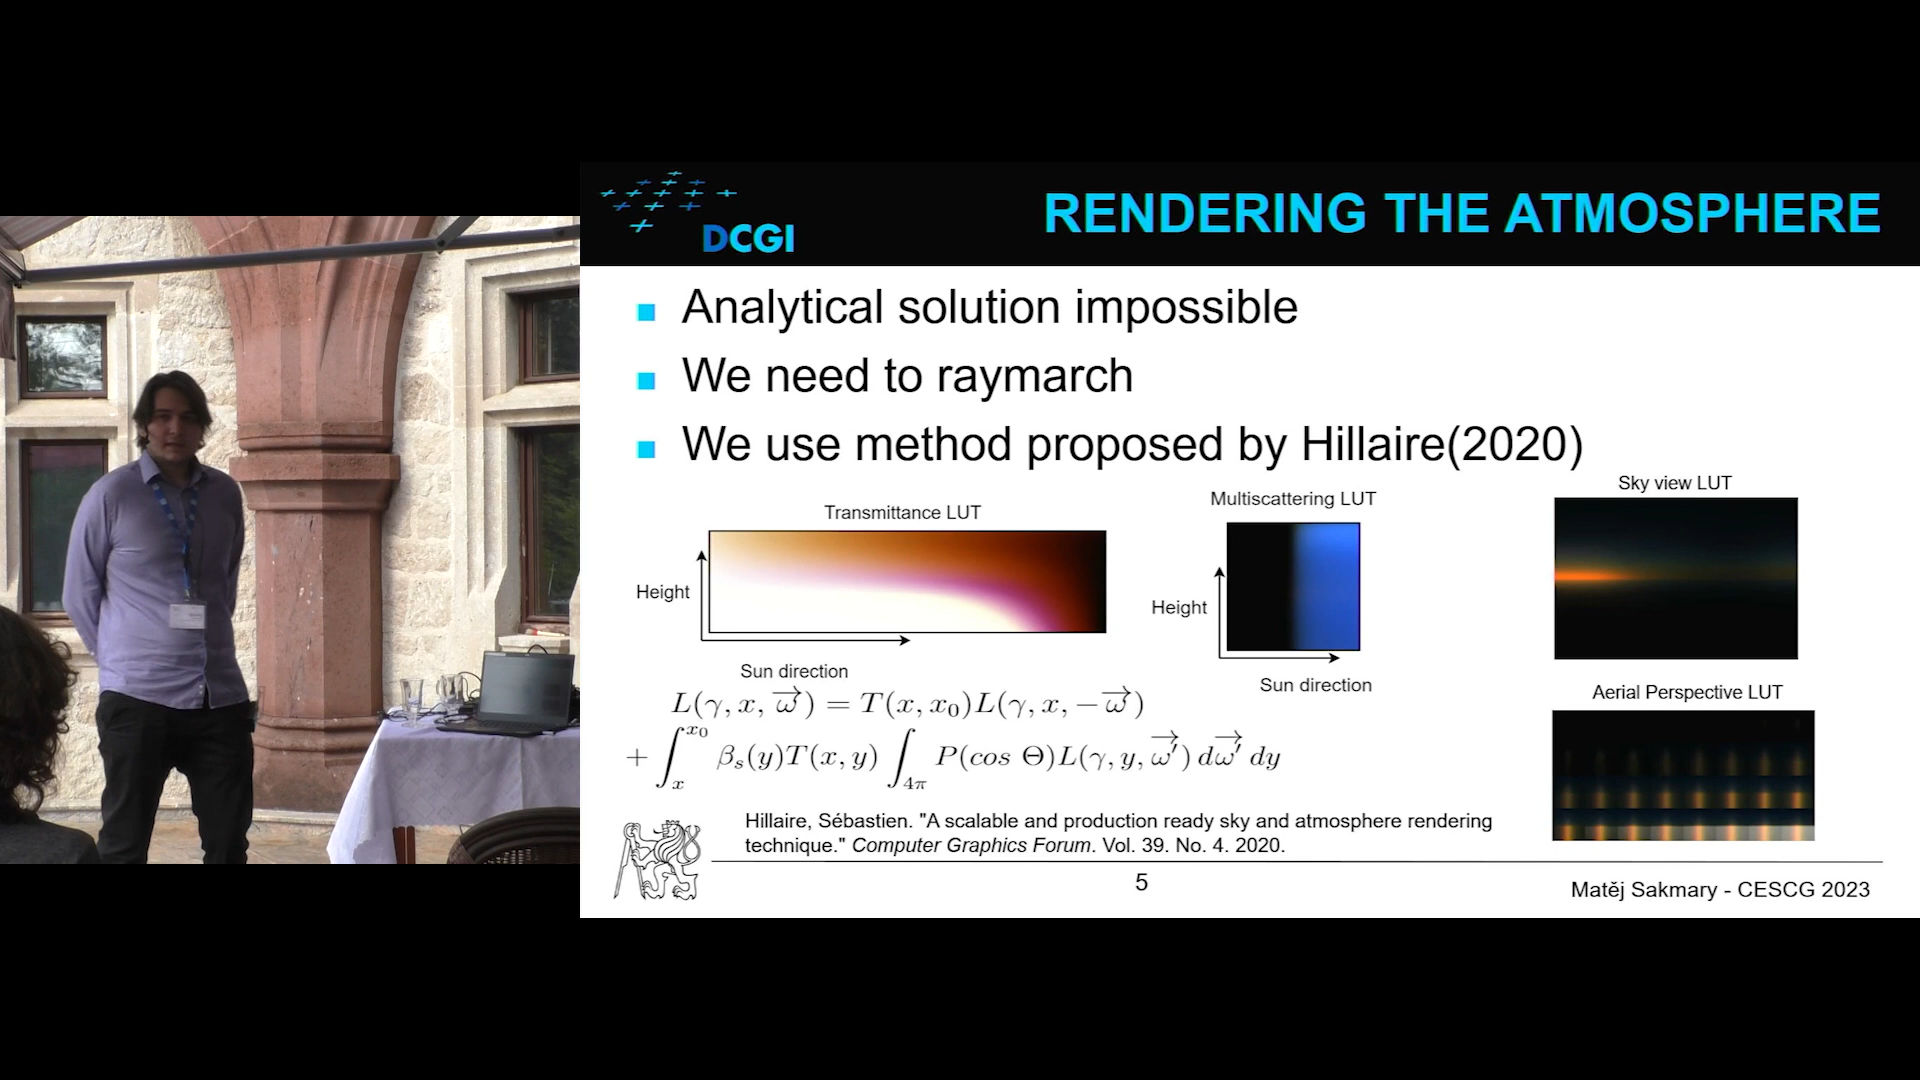 DCGI
RENDERING THE ATMOSPHERE
Analytical solution impossible
We need to raymarch
We use method proposed by Hillaire(2020)
Transmittance LUT
Height
Sun direction
Multiscattering LUT
Height
Sun direction
Sky view LUT
Aerial Perspective LUT
L(γ, x, ω⃗) = T(x, x₀)L(γ, x, −ω⃗)
+ ∫ₓ^x₀ βₛ(y)T(x, y) ∫₄π P(cos Θ)L(γ, y, ω⃗′) dω⃗′ dy
Hillaire, Sébastien. "A scalable and production ready sky and atmosphere rendering
technique." Computer Graphics Forum. Vol. 39. No. 4. 2020.
5
Matěj Sakmary - CESCG 2023